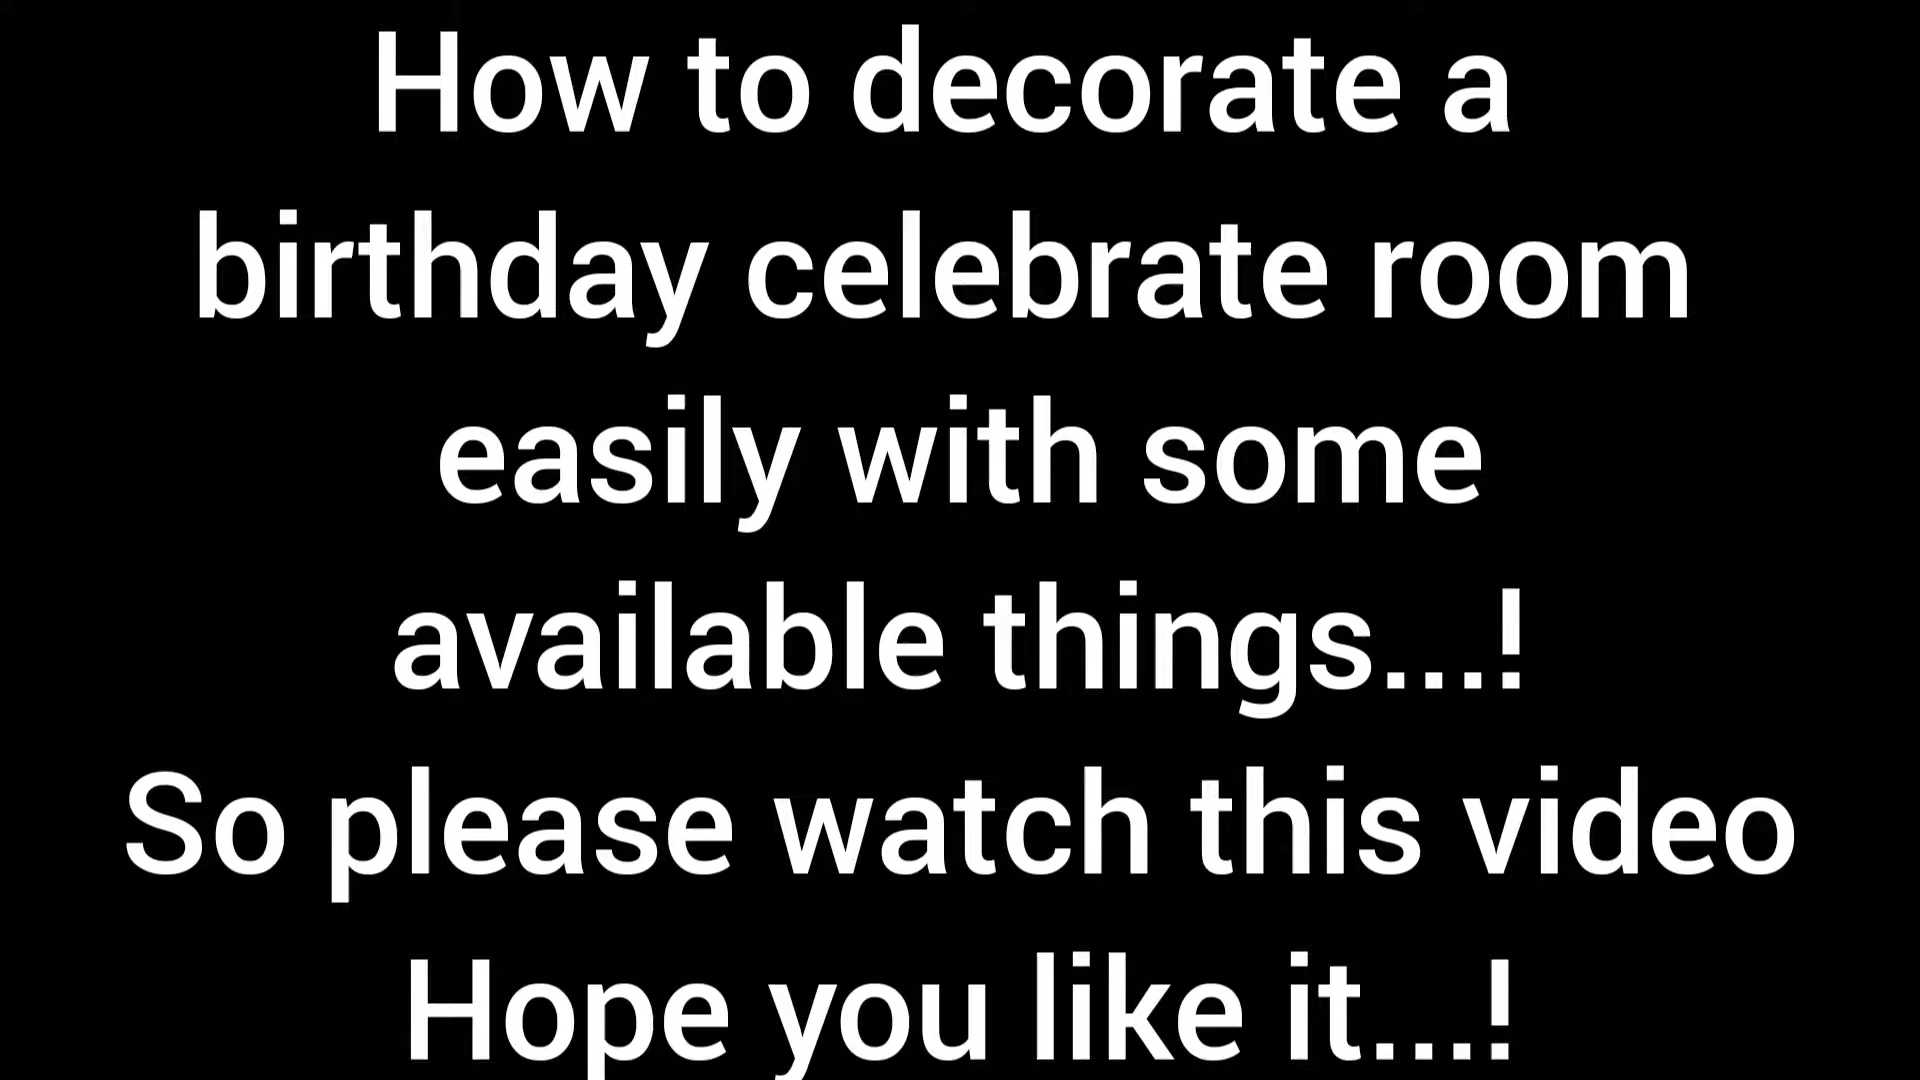 How to decorate a
birthday celebrate room
easily with some
available things...!
So please watch this video
Hope you like it...!